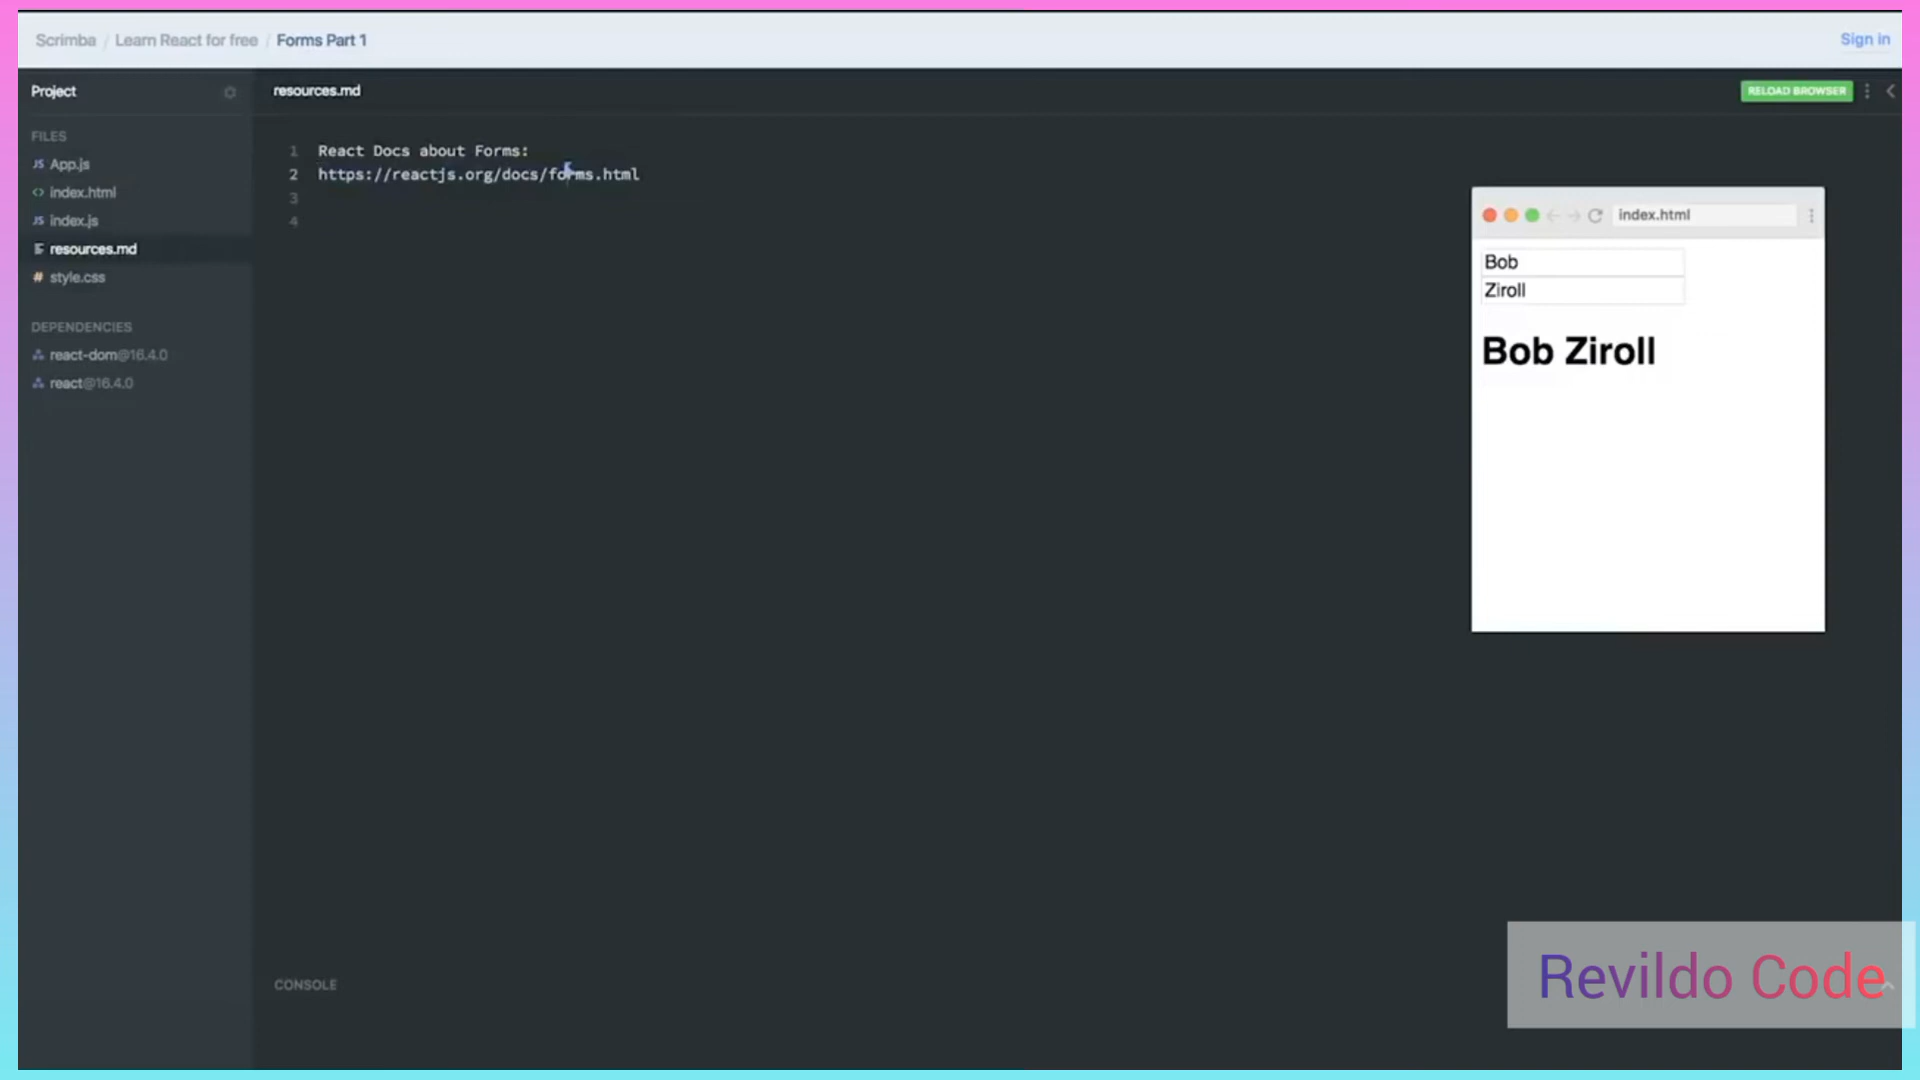 Scrimba / Learn React for free / Forms Part 1
Sign in
Project
resources.md
RELOAD BROWSER
FILES
JS App.js
<> index.html
JS index.js
resources.md
# style.css
DEPENDENCIES
react-dom@16.4.0
react@16.4.0
1 React Docs about Forms:
2 https://reactjs.org/docs/forms.html
3
4
index.html
Bob
Ziroll
Bob Ziroll
CONSOLE
Revildo Code